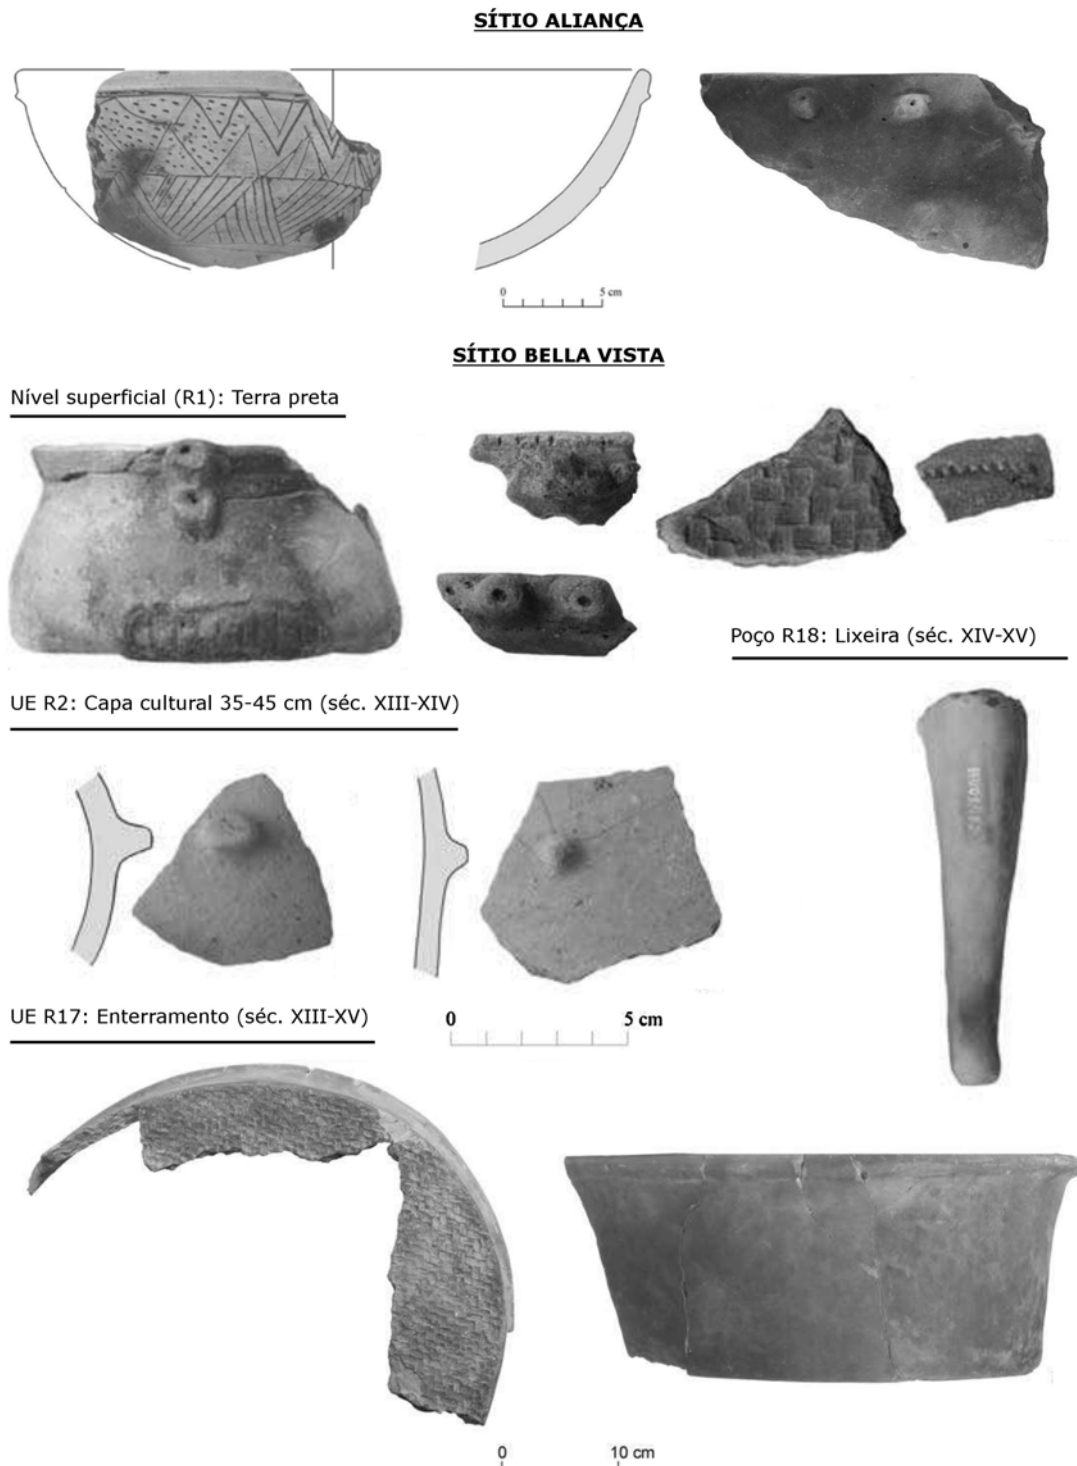 SÍTIO ALIANÇA
0 5 cm
SÍTIO BELLA VISTA
Nível superficial (R1): Terra preta
Poço R18: Lixeira (séc. XIV-XV)
UE R2: Capa cultural 35-45 cm (séc. XIII-XIV)
UE R17: Enterramento (séc. XIII-XV)
0 5 cm
0 10 cm